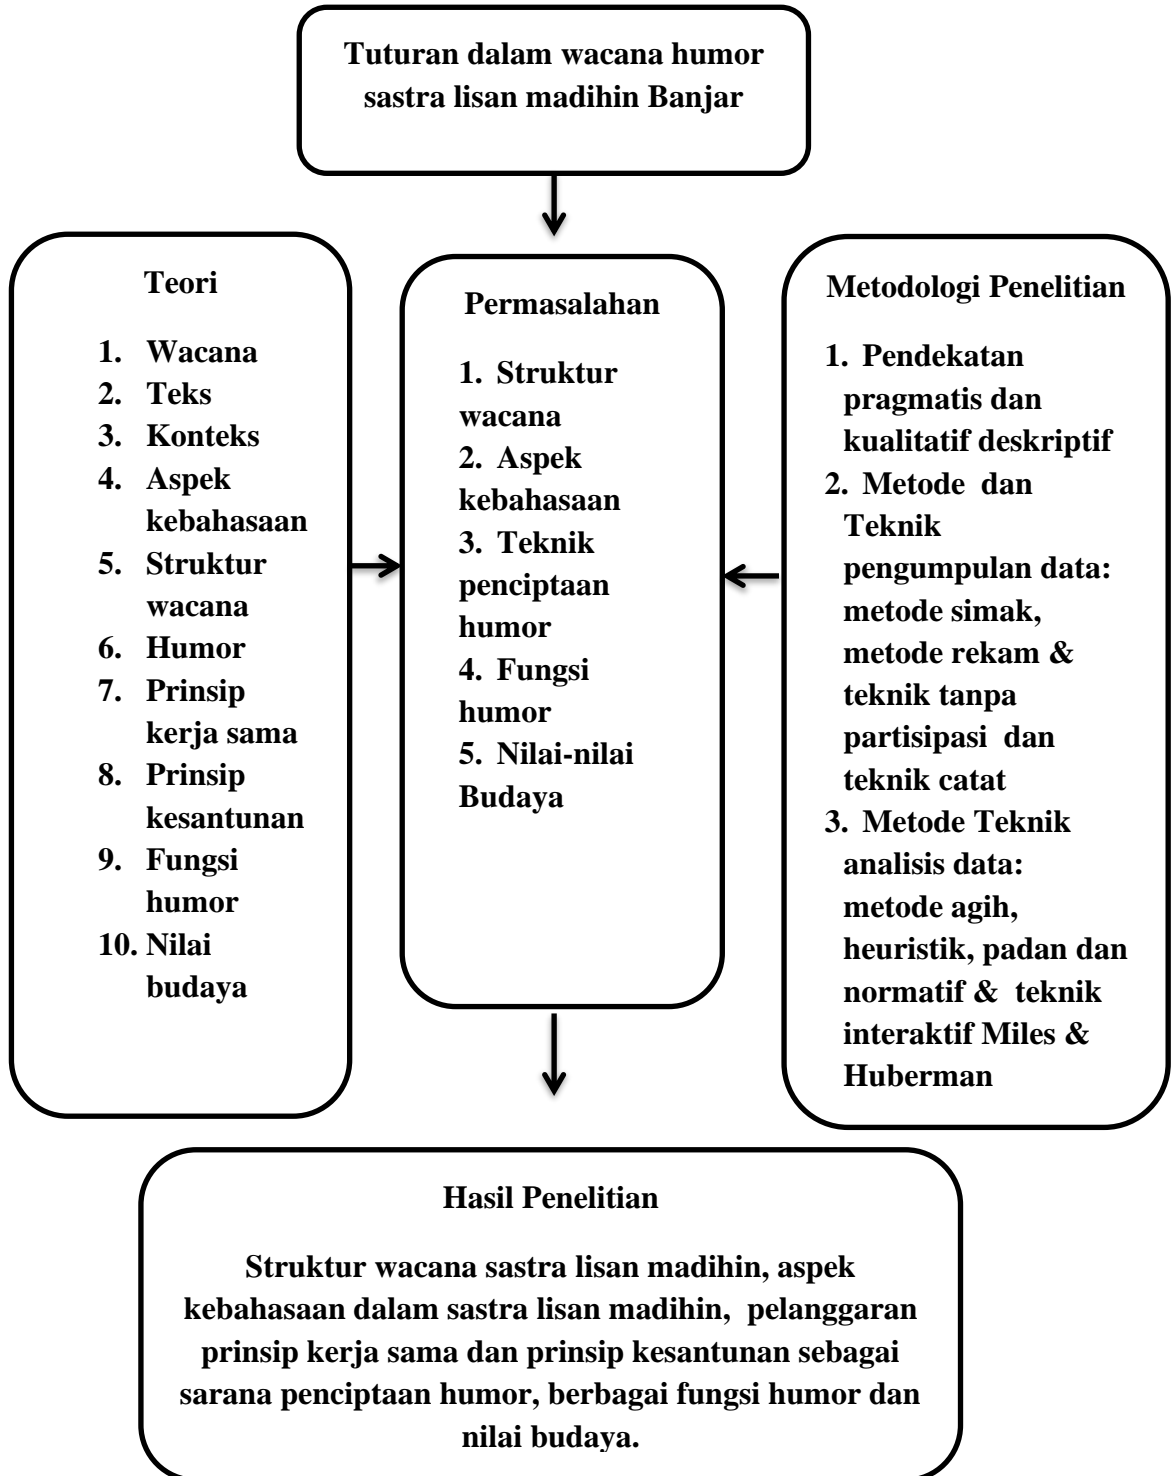 Tuturan dalam wacana humor
sastra lisan madihin Banjar
Teori
1. Wacana
2. Teks
3. Konteks
4. Aspek
kebahasaan
5. Struktur
wacana
6. Humor
7. Prinsip
kerja sama
8. Prinsip
kesantunan
9. Fungsi
humor
10. Nilai
budaya
Permasalahan
1. Struktur
wacana
2. Aspek
kebahasaan
3. Teknik
penciptaan
humor
4. Fungsi
humor
5. Nilai-nilai
Budaya
Metodologi Penelitian
1. Pendekatan
pragmatis dan
kualitatif deskriptif
2. Metode dan
Teknik
pengumpulan data:
metode simak,
metode rekam &
teknik tanpa
partisipasi dan
teknik catat
3. Metode Teknik
analisis data:
metode agih,
heuristik, padan dan
normatif & teknik
interaktif Miles &
Huberman
Hasil Penelitian
Struktur wacana sastra lisan madihin, aspek
kebahasaan dalam sastra lisan madihin, pelanggaran
prinsip kerja sama dan prinsip kesantunan sebagai
sarana penciptaan humor, berbagai fungsi humor dan
nilai budaya.